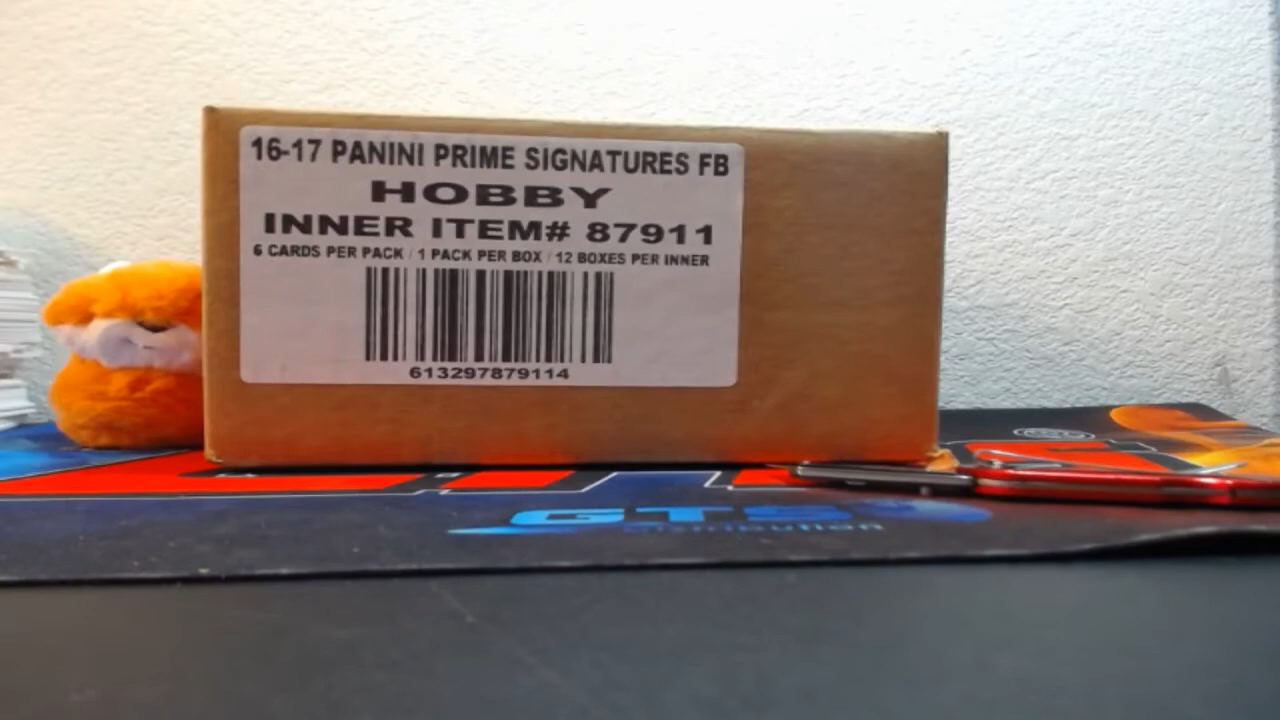 16-17 PANINI PRIME SIGNATURES FB
HOBBY
INNER ITEM# 87911
6 CARDS PER PACK / 1 PACK PER BOX / 12 BOXES PER INNER
613297879114
GTS